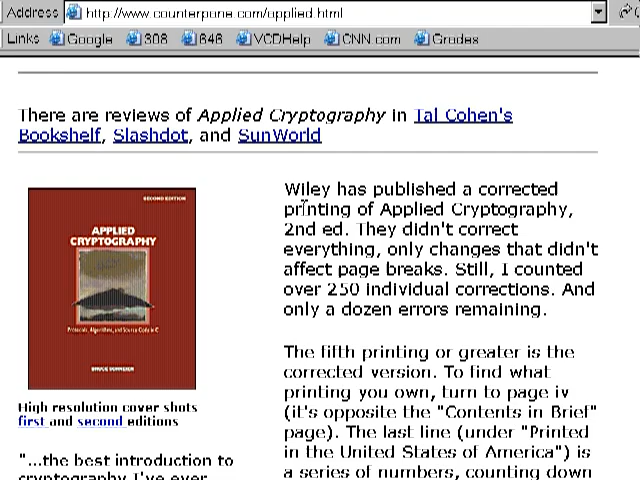 Address http://www.counterpane.com/applied.html
Links Google 308 646 VCDHelp CNN.com Grades
There are reviews of Applied Cryptography in Tal Cohen's
Bookshelf, Slashdot, and SunWorld
SECOND EDITION
APPLIED
CRYPTOGRAPHY
Protocols, Algorithms, and Source Code in C
BRUCE SCHNEIER
High resolution cover shots
first and second editions
"...the best introduction to
cryptography I've ever
Wiley has published a corrected
printing of Applied Cryptography,
2nd ed. They didn't correct
everything, only changes that didn't
affect page breaks. Still, I counted
over 250 individual corrections. And
only a dozen errors remaining.
The fifth printing or greater is the
corrected version. To find what
printing you own, turn to page iv
(it's opposite the "Contents in Brief"
page). The last line (under "Printed
in the United States of America") is
a series of numbers, counting down